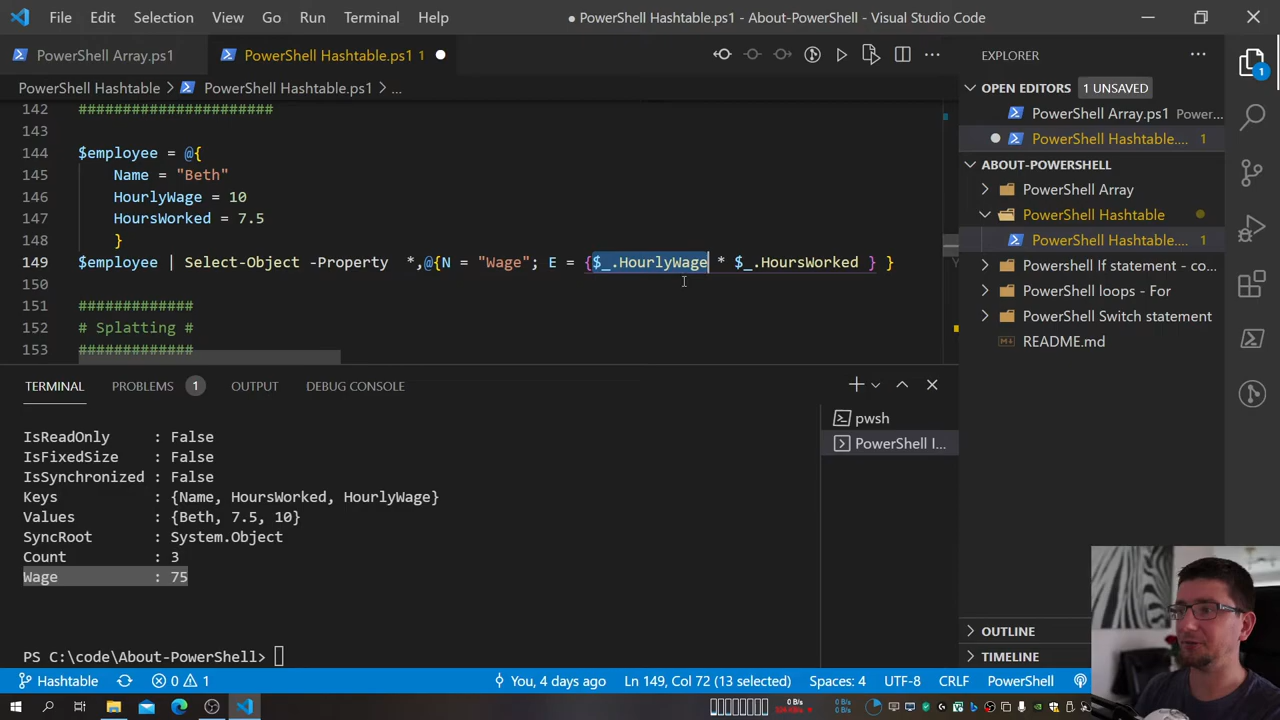 File Edit Selection View Go Run Terminal Help
● PowerShell Hashtable.ps1 - About-PowerShell - Visual Studio Code
PowerShell Array.ps1
PowerShell Hashtable.ps1 1
PowerShell Hashtable > PowerShell Hashtable.ps1 > ...
142 ######################
143
144 $employee = @{
145 Name = "Beth"
146 HourlyWage = 10
147 HoursWorked = 7.5
148 }
149 $employee | Select-Object -Property *,@{N = "Wage"; E = {$_.HourlyWage * $_.HoursWorked } }
150
151 #############
152 # Splatting #
153 #############
TERMINAL PROBLEMS 1 OUTPUT DEBUG CONSOLE
IsReadOnly : False
IsFixedSize : False
IsSynchronized : False
Keys : {Name, HoursWorked, HourlyWage}
Values : {Beth, 7.5, 10}
SyncRoot : System.Object
Count : 3
Wage : 75
PS C:\code\About-PowerShell>
pwsh
PowerShell I...
EXPLORER
OPEN EDITORS 1 UNSAVED
PowerShell Array.ps1 Power...
PowerShell Hashtable.... 1
ABOUT-POWERSHELL
PowerShell Array
PowerShell Hashtable
PowerShell Hashtable.... 1
Powershell If statement - co...
PowerShell loops - For
PowerShell Switch statement
README.md
OUTLINE
TIMELINE
1
Hashtable 0 1 You, 4 days ago Ln 149, Col 72 (13 selected) Spaces: 4 UTF-8 CRLF PowerShell